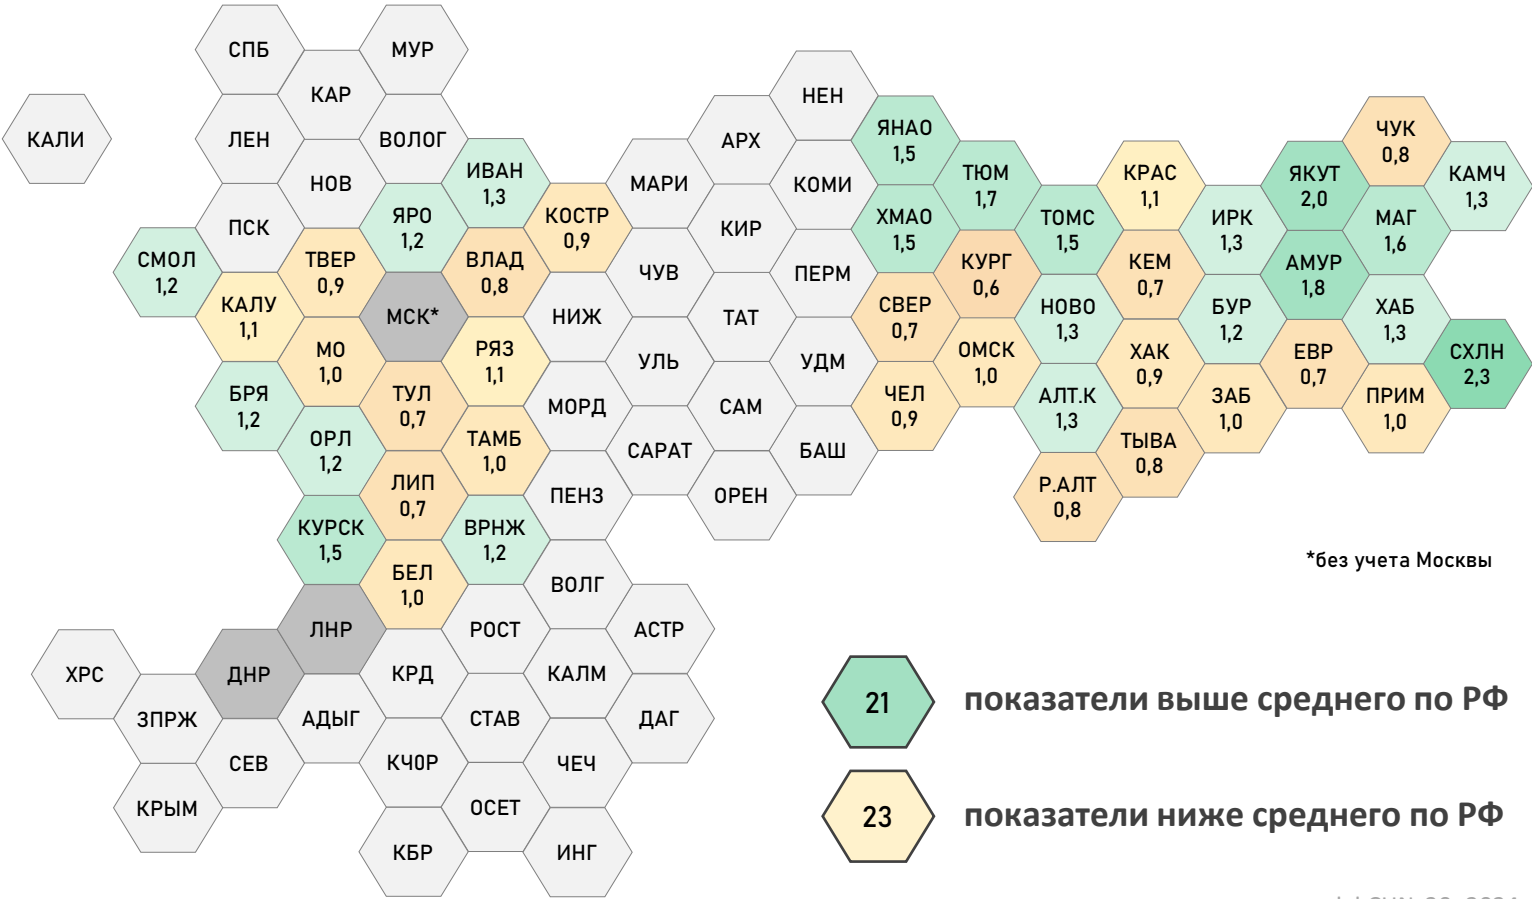 СПБ
МУР
КАР
НЕН
КАЛИ
ЛЕН
ВОЛОГ
АРХ
ЯНАО
1,5
ЧУК
0,8
НОВ
ИВАН
1,3
МАРИ
КОМИ
ТЮМ
1,7
КРАС
1,1
ЯКУТ
2,0
КАМЧ
1,3
ПСК
ЯРО
1,2
КОСТР
0,9
КИР
ХМАО
1,5
ТОМС
1,5
ИРК
1,3
МАГ
1,6
СМОЛ
1,2
ТВЕР
0,9
ВЛАД
0,8
ЧУВ
ПЕРМ
КУРГ
0,6
КЕМ
0,7
АМУР
1,8
КАЛУ
1,1
МСК*
НИЖ
ТАТ
СВЕР
0,7
НОВО
1,3
БУР
1,2
ХАБ
1,3
МО
1,0
РЯЗ
1,1
УЛЬ
УДМ
ОМСК
1,0
ХАК
0,9
ЕВР
0,7
СХЛН
2,3
БРЯ
1,2
ТУЛ
0,7
МОРД
САМ
ЧЕЛ
0,9
АЛТ.К
1,3
ЗАБ
1,0
ПРИМ
1,0
ОРЛ
1,2
ТАМБ
1,0
САРАТ
БАШ
ТЫВА
0,8
ЛИП
0,7
ПЕНЗ
ОРЕН
Р.АЛТ
0,8
КУРСК
1,5
ВРНЖ
1,2
*без учета Москвы
БЕЛ
1,0
ВОЛГ
ЛНР
РОСТ
АСТР
ХРС
ДНР
КРД
КАЛМ
ЗПРЖ
АДЫГ
СТАВ
ДАГ
21
показатели выше среднего по РФ
СЕВ
КЧОР
ЧЕЧ
КРЫМ
ОСЕТ
23
показатели ниже среднего по РФ
КБР
ИНГ